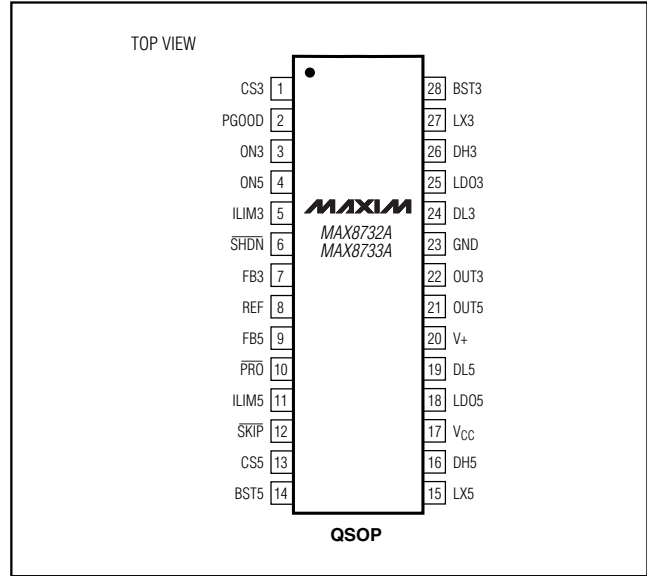 TOP VIEW
CS3 1
PGOOD 2
ON3 3
ON5 4
ILIM3 5
SHDN 6
FB3 7
REF 8
FB5 9
PRO 10
ILIM5 11
SKIP 12
CS5 13
BST5 14
MAXIM
MAX8732A
MAX8733A
28 BST3
27 LX3
26 DH3
25 LDO3
24 DL3
23 GND
22 OUT3
21 OUT5
20 V+
19 DL5
18 LDO5
17 VCC
16 DH5
15 LX5
QSOP